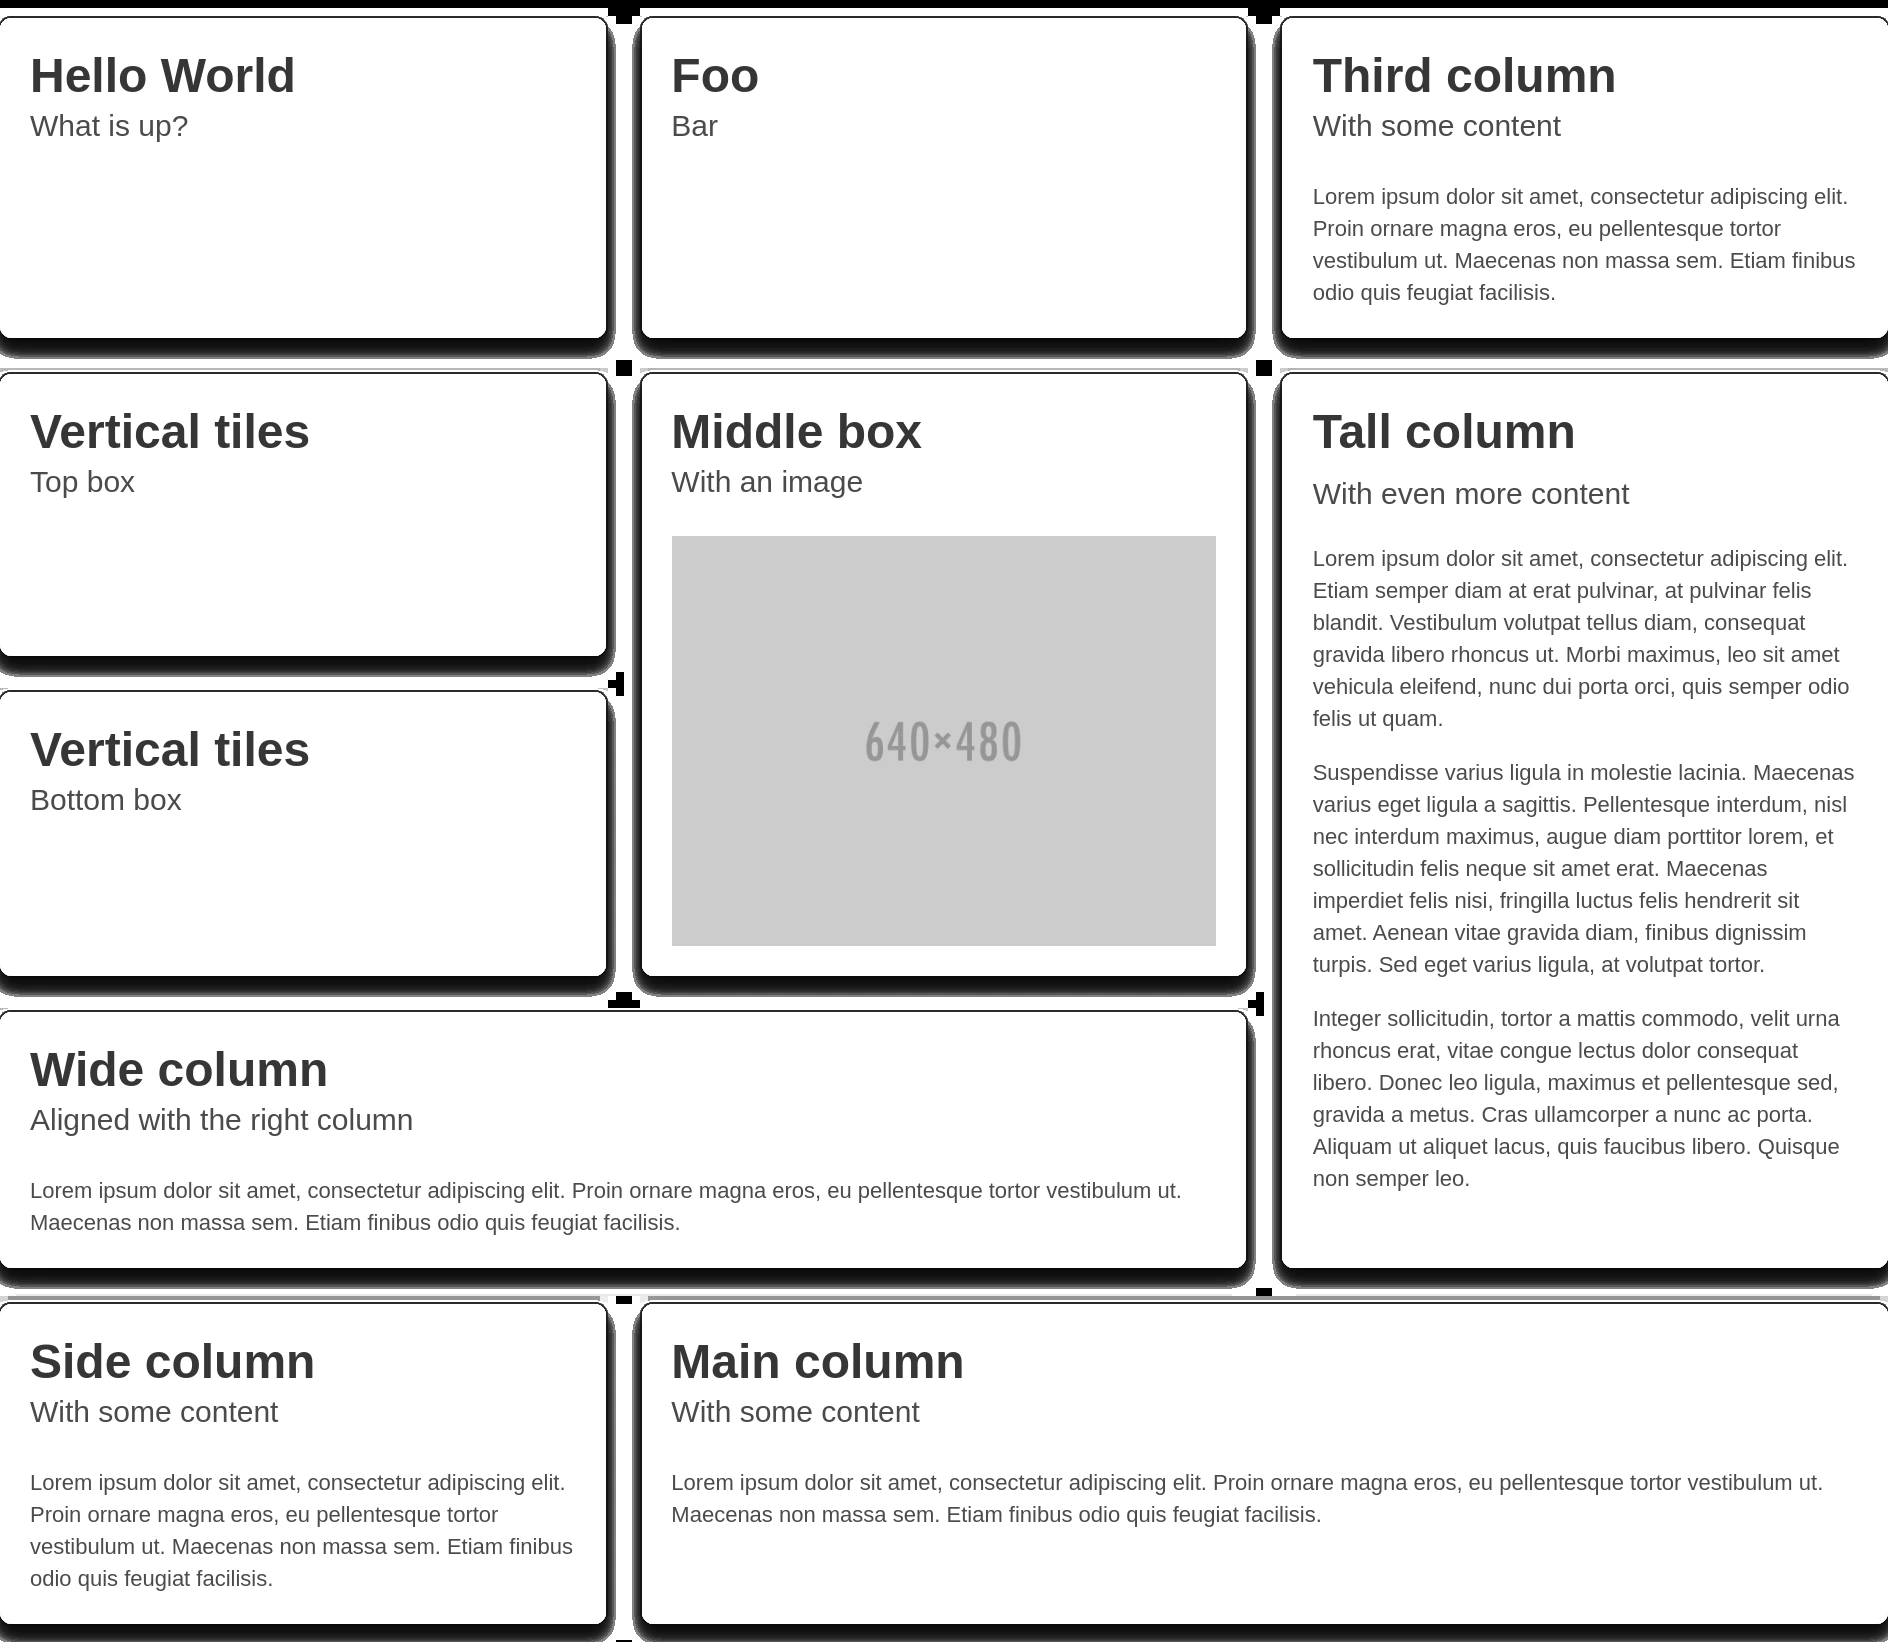 Hello World
What is up?
Foo
Bar
Third column
With some content
Lorem ipsum dolor sit amet, consectetur adipiscing elit.
Proin ornare magna eros, eu pellentesque tortor
vestibulum ut. Maecenas non massa sem. Etiam finibus
odio quis feugiat facilisis.
Vertical tiles
Top box
Vertical tiles
Bottom box
Middle box
With an image
640×480
Tall column
With even more content
Lorem ipsum dolor sit amet, consectetur adipiscing elit.
Etiam semper diam at erat pulvinar, at pulvinar felis
blandit. Vestibulum volutpat tellus diam, consequat
gravida libero rhoncus ut. Morbi maximus, leo sit amet
vehicula eleifend, nunc dui porta orci, quis semper odio
felis ut quam.
Suspendisse varius ligula in molestie lacinia. Maecenas
varius eget ligula a sagittis. Pellentesque interdum, nisl
nec interdum maximus, augue diam porttitor lorem, et
sollicitudin felis neque sit amet erat. Maecenas
imperdiet felis nisi, fringilla luctus felis hendrerit sit
amet. Aenean vitae gravida diam, finibus dignissim
turpis. Sed eget varius ligula, at volutpat tortor.
Integer sollicitudin, tortor a mattis commodo, velit urna
rhoncus erat, vitae congue lectus dolor consequat
libero. Donec leo ligula, maximus et pellentesque sed,
gravida a metus. Cras ullamcorper a nunc ac porta.
Aliquam ut aliquet lacus, quis faucibus libero. Quisque
non semper leo.
Wide column
Aligned with the right column
Lorem ipsum dolor sit amet, consectetur adipiscing elit. Proin ornare magna eros, eu pellentesque tortor vestibulum ut.
Maecenas non massa sem. Etiam finibus odio quis feugiat facilisis.
Side column
With some content
Lorem ipsum dolor sit amet, consectetur adipiscing elit.
Proin ornare magna eros, eu pellentesque tortor
vestibulum ut. Maecenas non massa sem. Etiam finibus
odio quis feugiat facilisis.
Main column
With some content
Lorem ipsum dolor sit amet, consectetur adipiscing elit. Proin ornare magna eros, eu pellentesque tortor vestibulum ut.
Maecenas non massa sem. Etiam finibus odio quis feugiat facilisis.